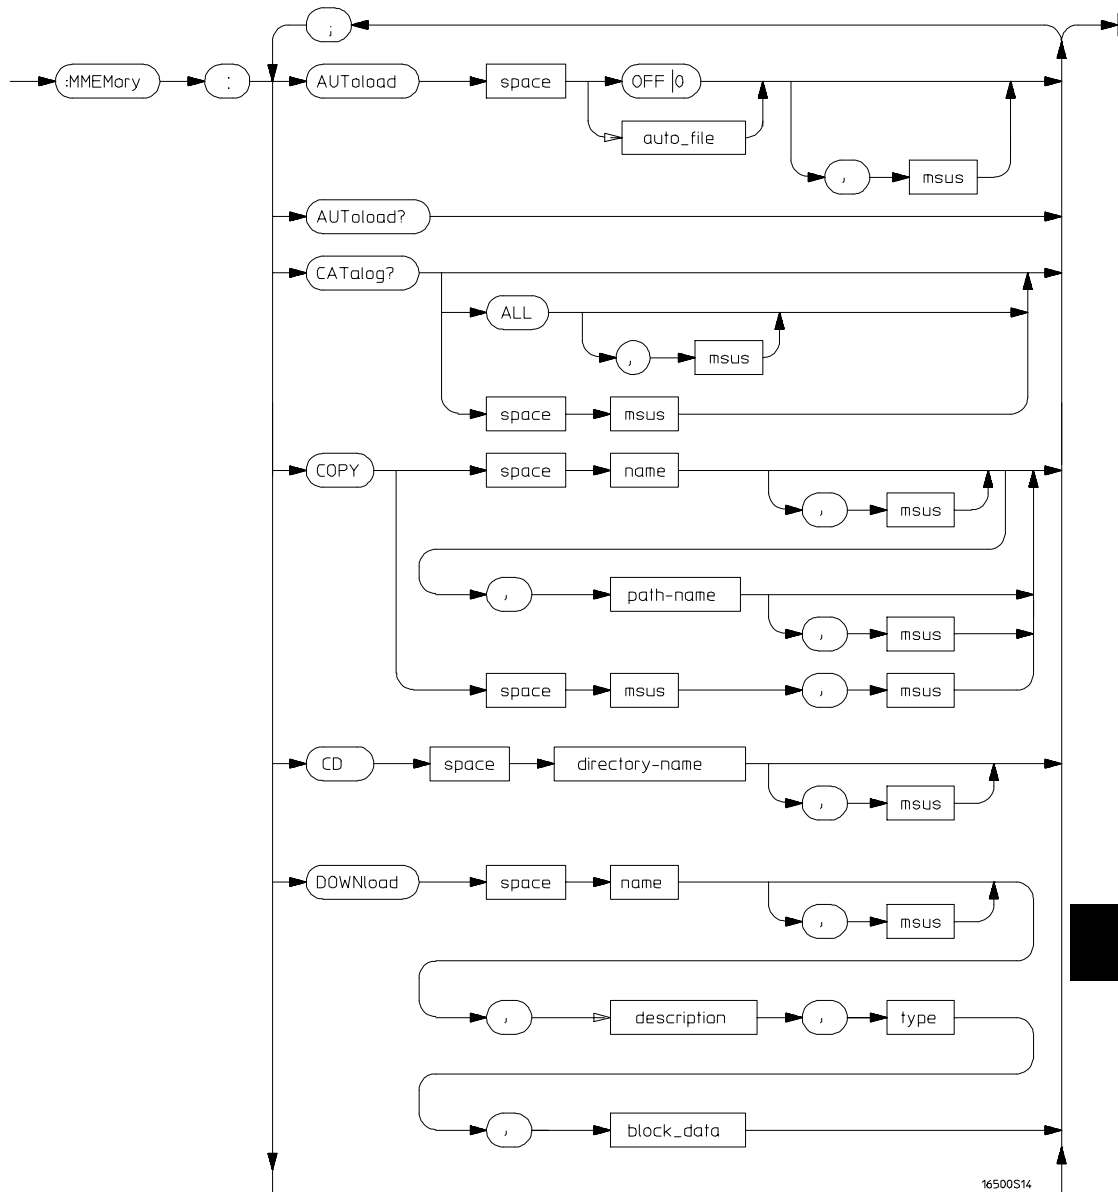 ;
:MMEMory : AUToload space OFF |0
auto_file
, msus
AUToload?
CATalog?
ALL
, msus
space msus
COPY space name
, msus
, path-name
, msus
space msus , msus
CD space directory-name
, msus
DOWNload space name
, msus
, description , type
, block_data
16500S14